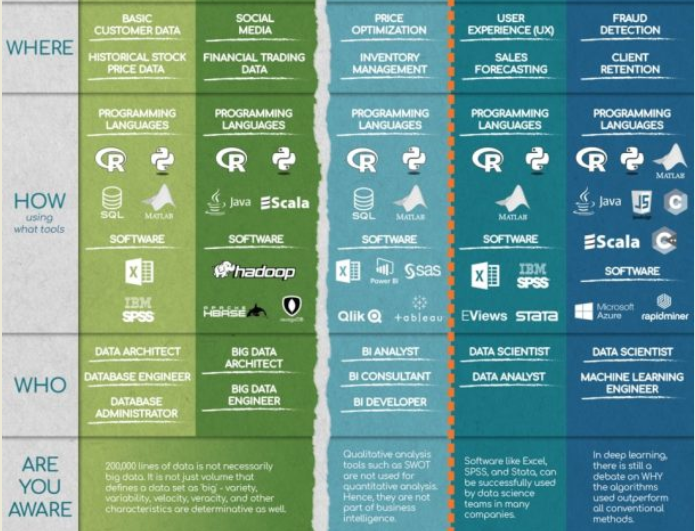 WHERE
BASIC
CUSTOMER DATA
HISTORICAL STOCK
PRICE DATA
SOCIAL
MEDIA
FINANCIAL TRADING
DATA
PRICE
OPTIMIZATION
INVENTORY
MANAGEMENT
USER
EXPERIENCE (UX)
SALES
FORECASTING
FRAUD
DETECTION
CLIENT
RETENTION
HOW
using
what tools
PROGRAMMING
LANGUAGES
R
SQL
MATLAB
SOFTWARE
X
IBM
SPSS
PROGRAMMING
LANGUAGES
R
Java
Scala
SOFTWARE
hadoop
APACHE
HBASE
mongoDB
PROGRAMMING
LANGUAGES
R
SQL
MATLAB
SOFTWARE
X
Power BI
sas
Qlik
+ableau
PROGRAMMING
LANGUAGES
R
MATLAB
SOFTWARE
X
IBM
SPSS
EViews
STATA
PROGRAMMING
LANGUAGES
R
MATLAB
Java
JS
C
Scala
C++
SOFTWARE
Microsoft
Azure
rapidminer
WHO
DATA ARCHITECT
DATABASE ENGINEER
DATABASE
ADMINISTRATOR
BIG DATA
ARCHITECT
BIG DATA
ENGINEER
BI ANALYST
BI CONSULTANT
BI DEVELOPER
DATA SCIENTIST
DATA ANALYST
DATA SCIENTIST
MACHINE LEARNING
ENGINEER
ARE
YOU
AWARE
200,000 lines of data is not necessarily
big data. It is not just volume that
defines a data set as 'big' - variety,
variability, velocity, veracity, and other
characteristics are determinative as well.
Qualitative analysis
tools such as SWOT
are not used for
quantitative analysis.
Hence, they are not
part of business
intelligence.
Software like Excel,
SPSS, and Stata, can
be successfully used
by data science
teams in many
companies.
In deep learning,
there is still a
debate on WHY
the algorithms
used outperform
all conventional
methods.